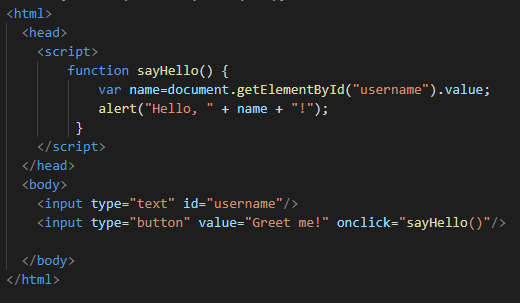 <html>
<head>
<script>
function sayHello() {
var name=document.getElementById("username").value;
alert("Hello, " + name + "!");
}
</script>
</head>
<body>
<input type="text" id="username"/>
<input type="button" value="Greet me!" onclick="sayHello()"/>
</body>
</html>